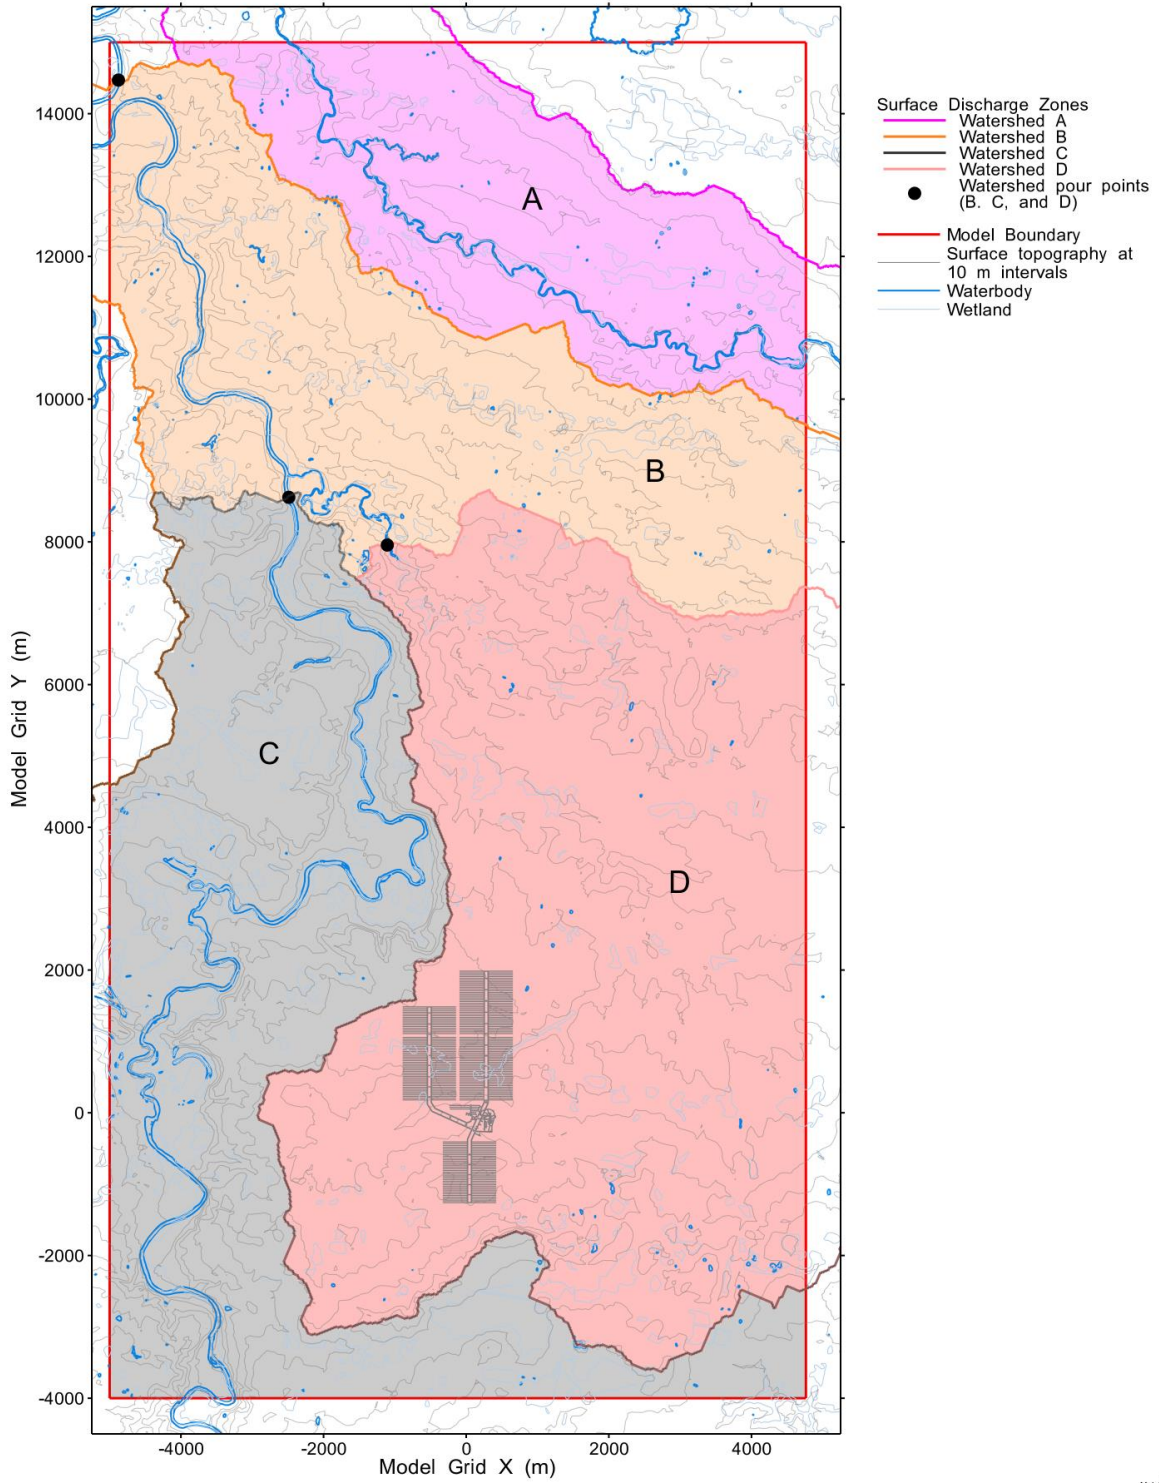 Surface Discharge Zones
Watershed A
Watershed B
Watershed C
Watershed D
Watershed pour points
(B. C, and D)
Model Boundary
Surface topography at
10 m intervals
Waterbody
Wetland
A
B
C
D
14000
12000
10000
8000
6000
4000
2000
0
-2000
-4000
Model Grid Y (m)
-4000
-2000
0
2000
4000
Model Grid X (m)